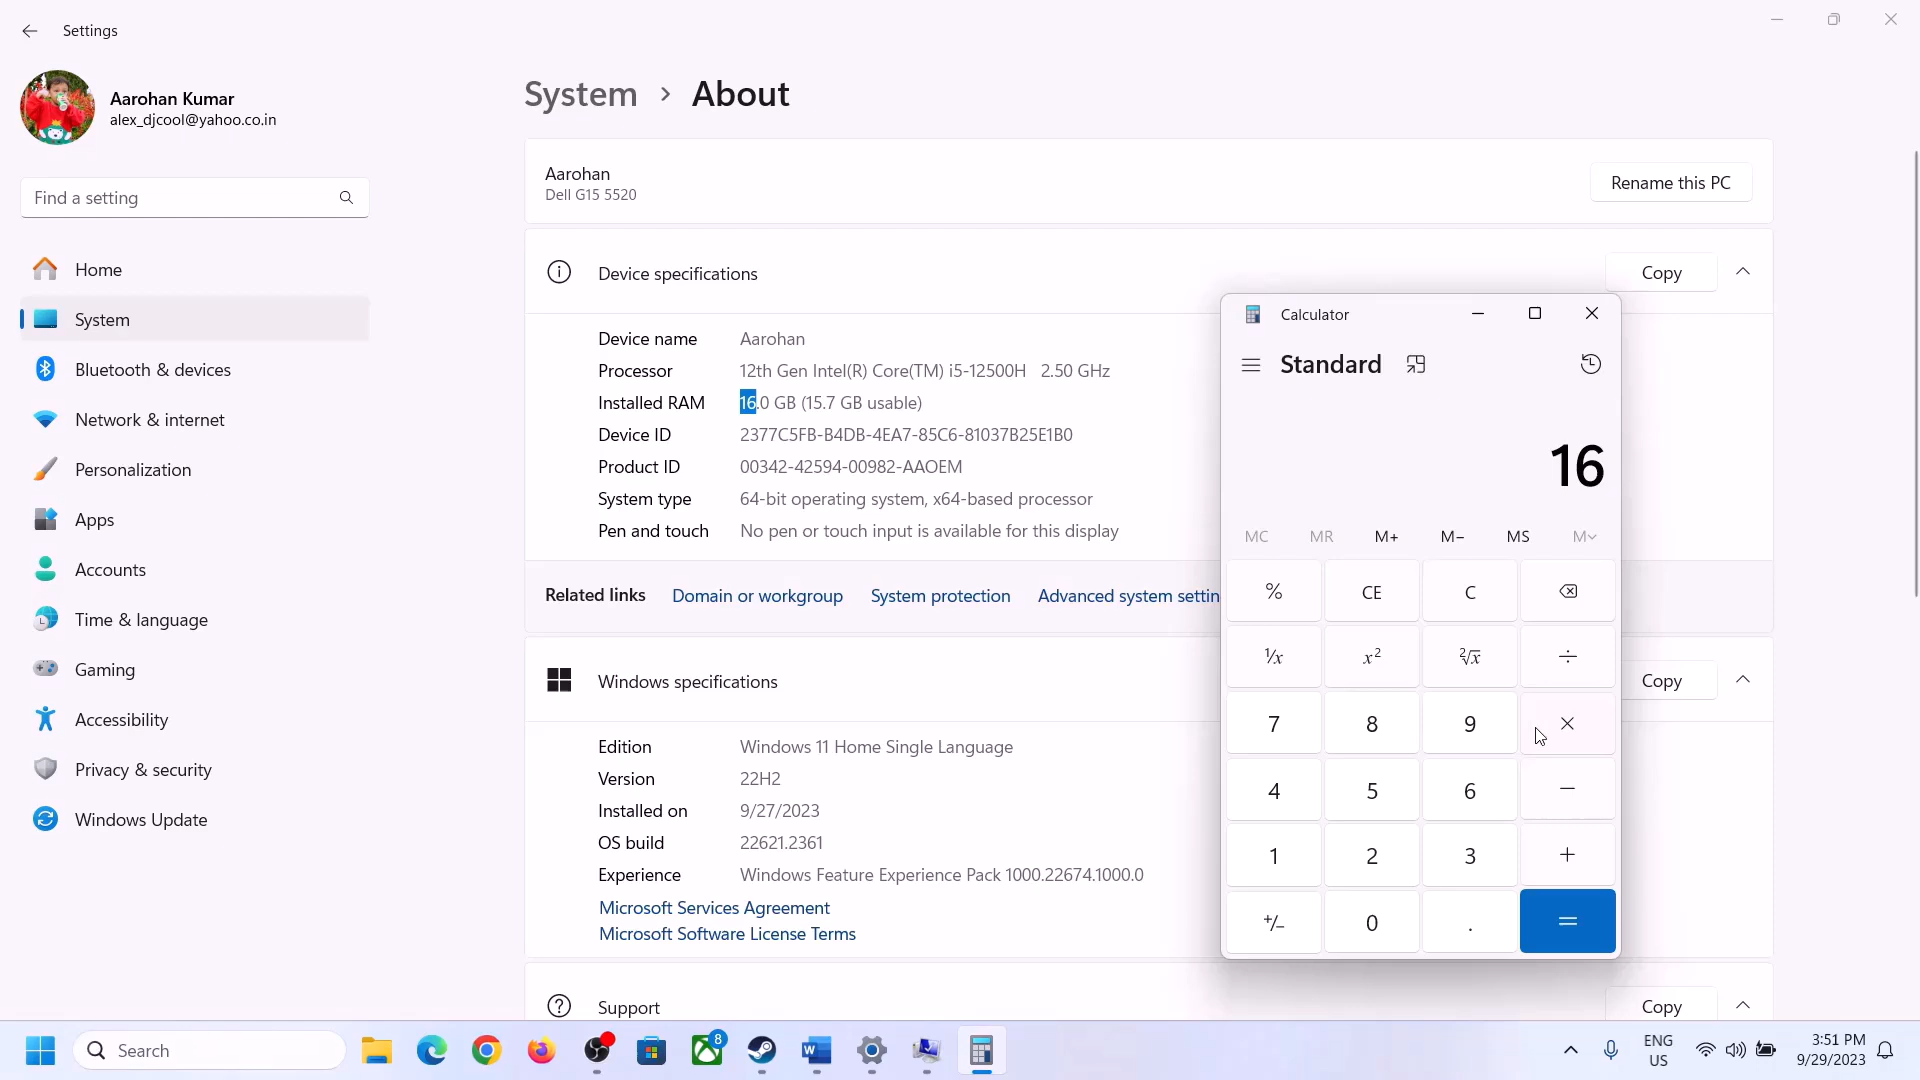 Settings
Aarohan Kumar
alex_djcool@yahoo.co.in
Find a setting
Home
System
Bluetooth & devices
Network & internet
Personalization
Apps
Accounts
Time & language
Gaming
Accessibility
Privacy & security
Windows Update
System > About
Aarohan
Dell G15 5520
Rename this PC
Device specifications
Copy
Device name Aarohan
Processor 12th Gen Intel(R) Core(TM) i5-12500H 2.50 GHz
Installed RAM 16.0 GB (15.7 GB usable)
Device ID 2377C5FB-B4DB-4EA7-85C6-81037B25E1B0
Product ID 00342-42594-00982-AAOEM
System type 64-bit operating system, x64-based processor
Pen and touch No pen or touch input is available for this display
Related links Domain or workgroup System protection Advanced system settin
Windows specifications
Copy
Edition Windows 11 Home Single Language
Version 22H2
Installed on 9/27/2023
OS build 22621.2361
Experience Windows Feature Experience Pack 1000.22674.1000.0
Microsoft Services Agreement
Microsoft Software License Terms
Support
Copy
Calculator
Standard
16
MC MR M+ M− MS M
% CE C
¹⁄x x² ²√x ÷
7 8 9 ×
4 5 6 −
1 2 3 +
+/− 0 . =
Search
8
ENG
US
3:51 PM
9/29/2023